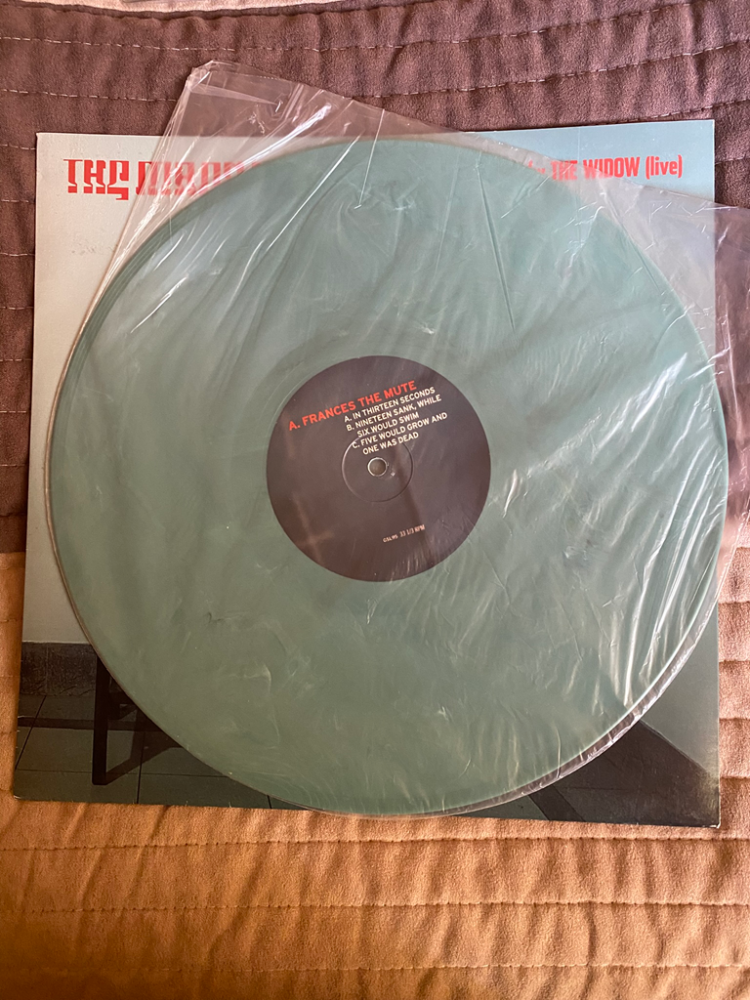 THE
THE WIDOW (live)
A. FRANCES THE MUTE
A. IN THIRTEEN SECONDS
B. NINETEEN SANK, WHILE
SIX WOULD SWIM
C. FIVE WOULD GROW AND
ONE WAS DEAD
33 1/3 RPM